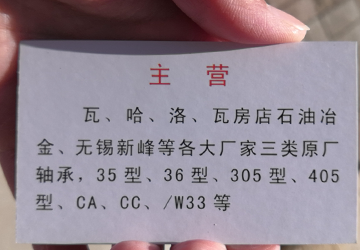 主 营
瓦、哈、洛、瓦房店石油冶
金、无锡新峰等各大厂家三类原厂
轴承，35型、36型、305型、405
型、CA、CC、/W33等